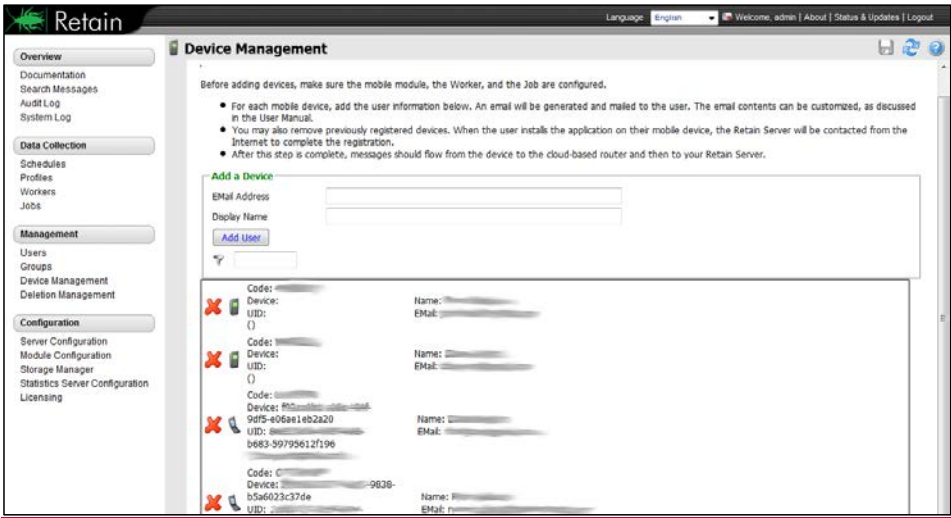 Retain
Language English Welcome, admin | About | Status & Updates | Logout
Overview
Documentation
Search Messages
Audit Log
System Log
Data Collection
Schedules
Profiles
Workers
Jobs
Management
Users
Groups
Device Management
Deletion Management
Configuration
Server Configuration
Module Configuration
Storage Manager
Statistics Server Configuration
Licensing
Device Management
Before adding devices, make sure the mobile module, the Worker, and the Job are configured.
● For each mobile device, add the user information below. An email will be generated and mailed to the user. The email contents can be customized, as discussed
in the User Manual.
● You may also remove previously registered devices. When the user installs the application on their mobile device, the Retain Server will be contacted from the
Internet to complete the registration.
● After this step is complete, messages should flow from the device to the cloud-based router and then to your Retain Server.
Add a Device
EMail Address
Display Name
Add User
Code:
Device:
UID:
()
Name:
EMail:
Code:
Device:
UID:
()
Name:
EMail:
Code:
Device:
9df5-e06ae1eb2a20
UID:
b683-59795612f196
Name:
EMail:
Code:
Device: -9838-
b5a6023c37de
UID:
Name:
EMail: